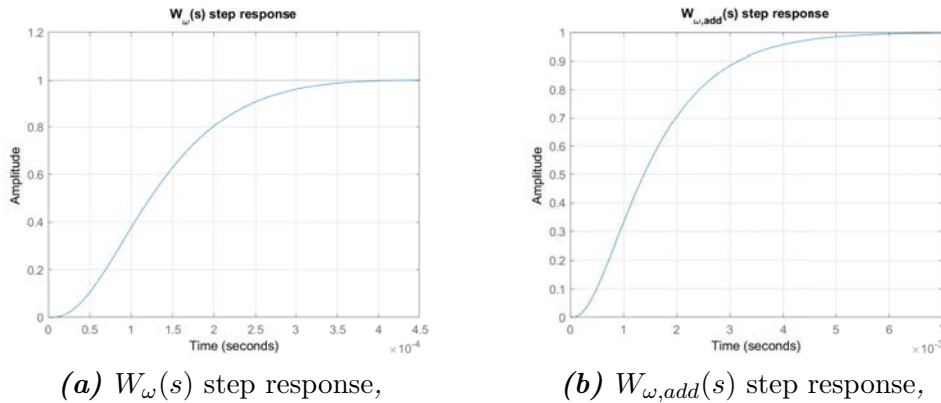 W_ω(s) step response
1.2
1
0.8
0.6
0.4
0.2
0
Amplitude
0 0.5 1 1.5 2 2.5 3 3.5 4 4.5
Time (seconds)
×10⁻⁴
(a) W_ω(s) step response,
W_ω,add(s) step response
1
0.9
0.8
0.7
0.6
0.5
0.4
0.3
0.2
0.1
0
Amplitude
0 1 2 3 4 5 6 7
Time (seconds)
×10⁻³
(b) W_ω,add(s) step response,